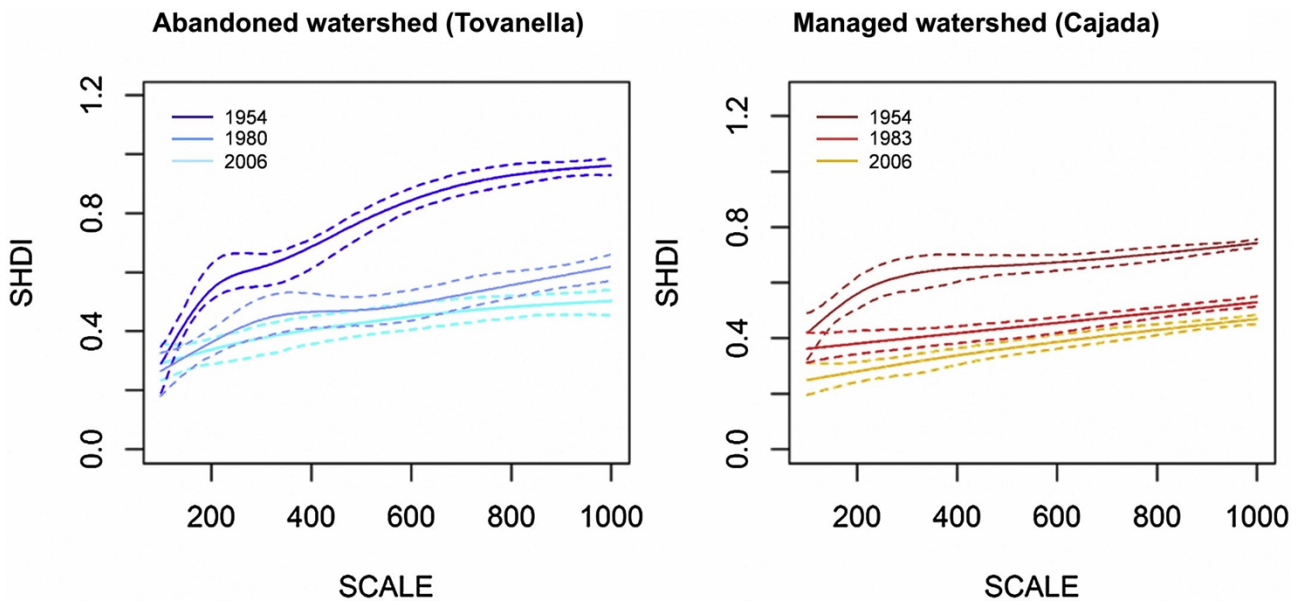 Abandoned watershed (Tovanella)
SHDI
1.2
0.8
0.4
0.0
1954
1980
2006
200 400 600 800 1000
SCALE
Managed watershed (Cajada)
SHDI
1.2
0.8
0.4
0.0
1954
1983
2006
200 400 600 800 1000
SCALE